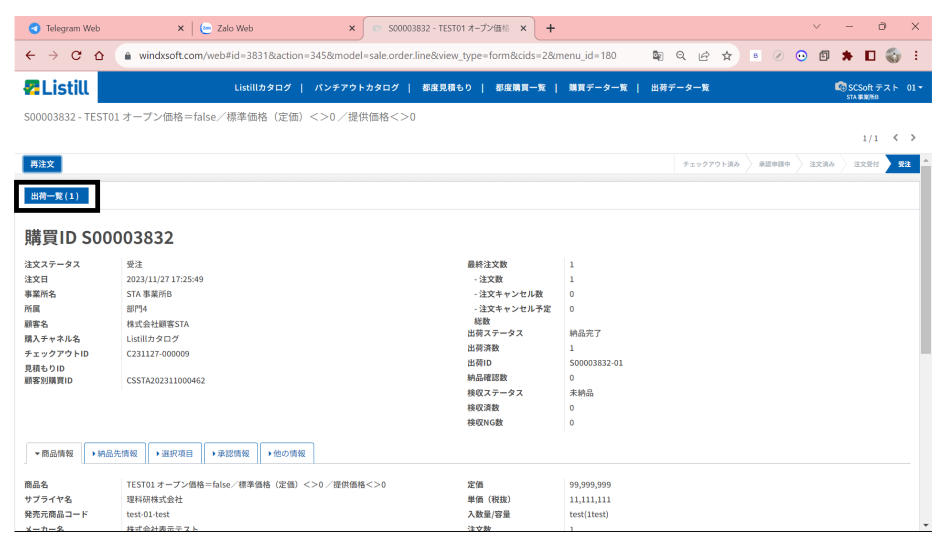 Telegram Web
Zalo Web
S00003832 - TEST01 オープン価格
windxsoft.com/web#id=3831&action=345&model=sale.order.line&view_type=form&cids=2&menu_id=180
Listill
Listillカタログ | パンチアウトカタログ | 都度見積もり | 都度購買一覧 | 購買データ一覧 | 出荷データ一覧
SCSoft テスト 01
STA 事業所B
S00003832 - TEST01 オープン価格＝false／標準価格（定価）＜＞0／提供価格＜＞0
1 / 1
再注文
チェックアウト済み
承認申請中
注文済み
注文受付
受注
出荷一覧 ( 1 )
購買ID S00003832
注文ステータス 受注
注文日 2023/11/27 17:25:49
事業所名 STA 事業所B
所属 部門4
顧客名 株式会社顧客STA
購入チャネル名 Listillカタログ
チェックアウトID C231127-000009
見積もりID
顧客別購買ID CSSTA202311000462
最終注文数 1
- 注文数 1
- 注文キャンセル数 0
- 注文キャンセル予定 0
総数
出荷ステータス 納品完了
出荷済数 1
出荷ID S00003832-01
納品確認数 0
検収ステータス 未納品
検収済数 0
検収NG数 0
商品情報
納品先情報
選択項目
承認情報
他の情報
商品名 TEST01 オープン価格＝false／標準価格（定価）＜＞0／提供価格＜＞0
サプライヤ名 理科研株式会社
発売元商品コード test-01-test
メーカー名 株式会社表示テスト
定価 99,999,999
単価（税抜） 11,111,111
入数量/容量 test(1test)
注文数 1